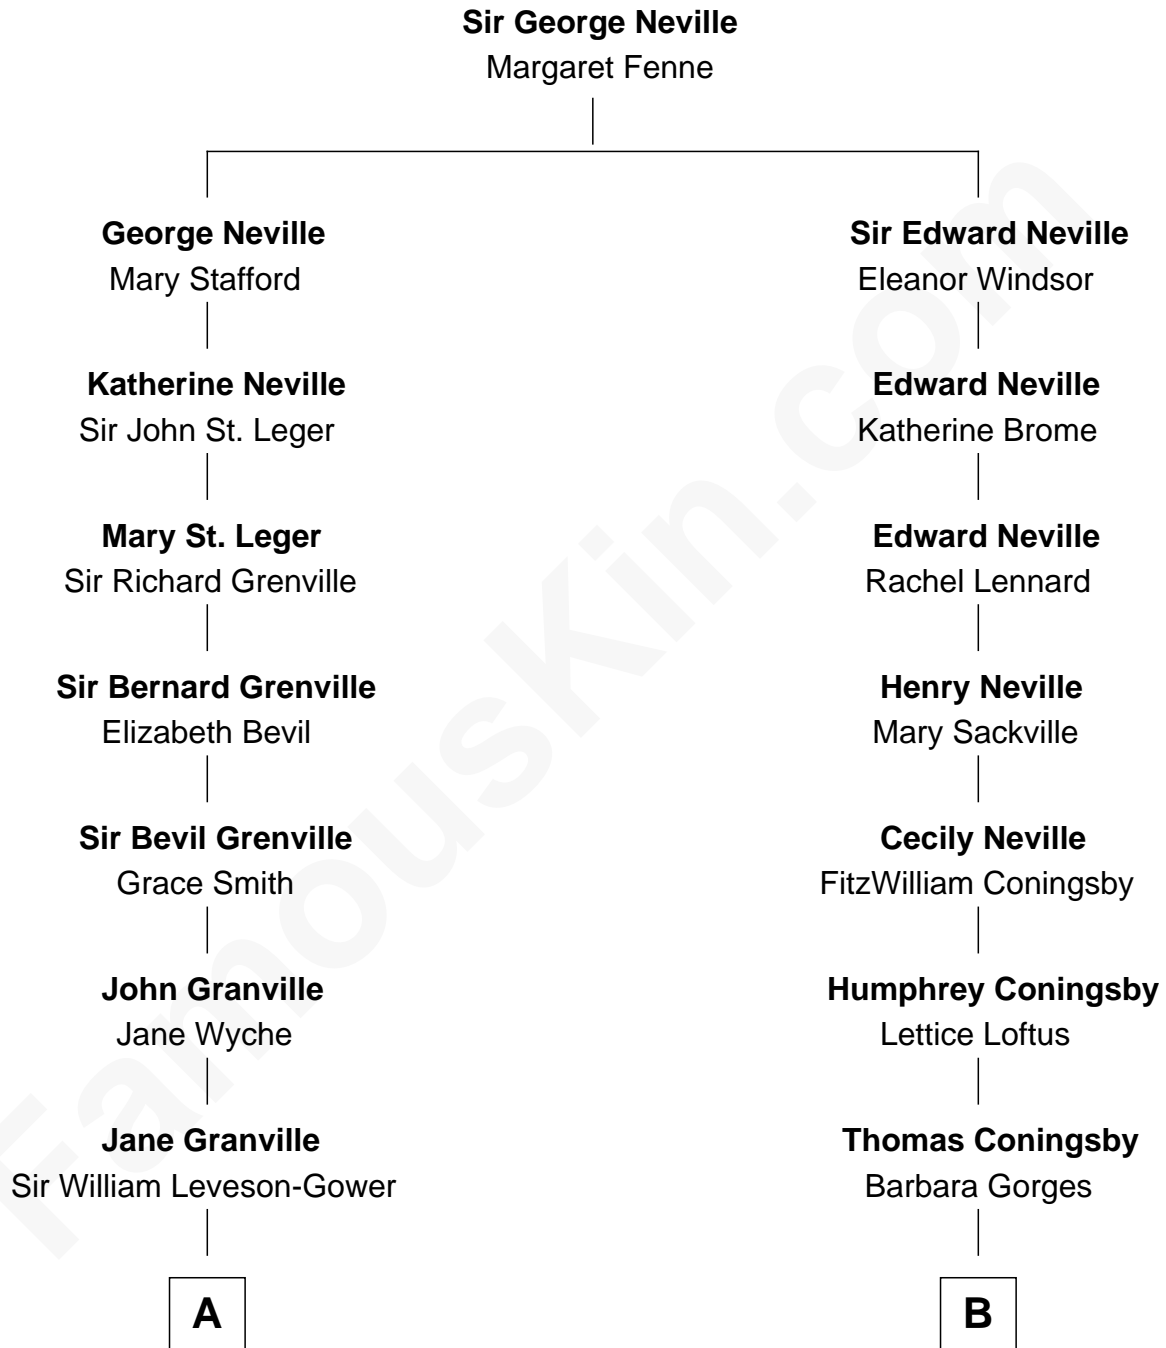 Sir George Neville
Margaret Fenne
George Neville
Mary Stafford
Katherine Neville
Sir John St. Leger
Mary St. Leger
Sir Richard Grenville
Sir Bernard Grenville
Elizabeth Bevil
Sir Bevil Grenville
Grace Smith
John Granville
Jane Wyche
Jane Granville
Sir William Leveson-Gower
A
Sir Edward Neville
Eleanor Windsor
Edward Neville
Katherine Brome
Edward Neville
Rachel Lennard
Henry Neville
Mary Sackville
Cecily Neville
FitzWilliam Coningsby
Humphrey Coningsby
Lettice Loftus
Thomas Coningsby
Barbara Gorges
B
FamousKin.com